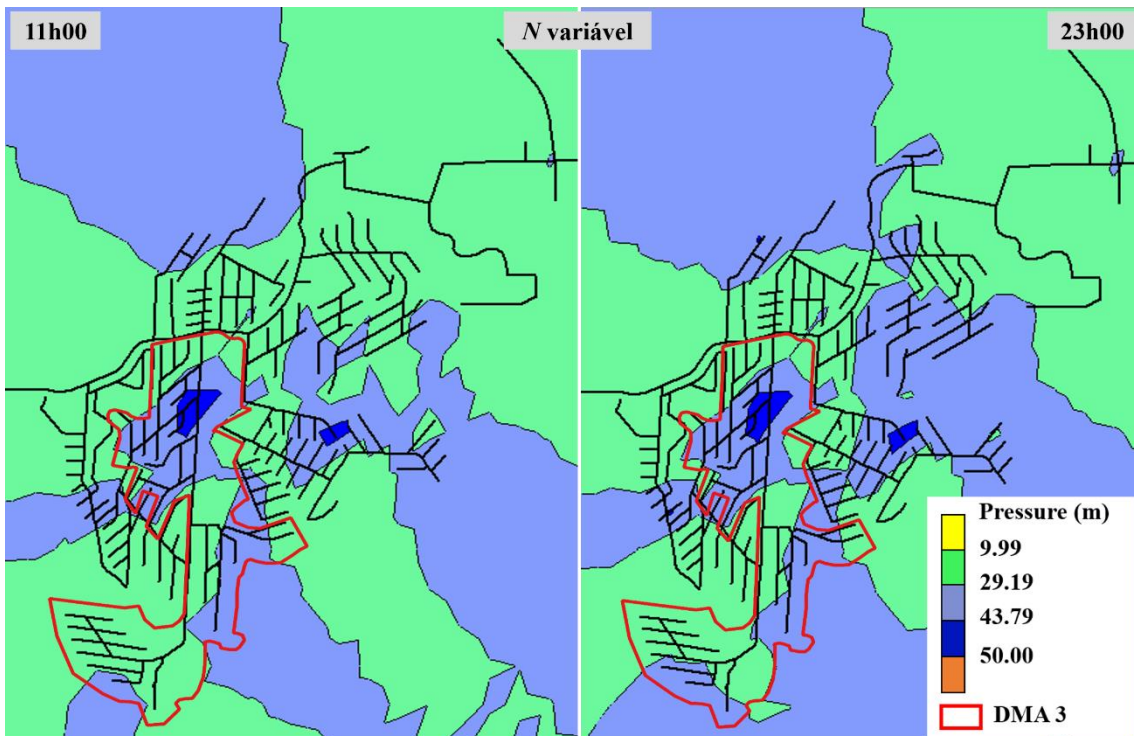 11h00
N variável
23h00
Pressure (m)
9.99
29.19
43.79
50.00
DMA 3